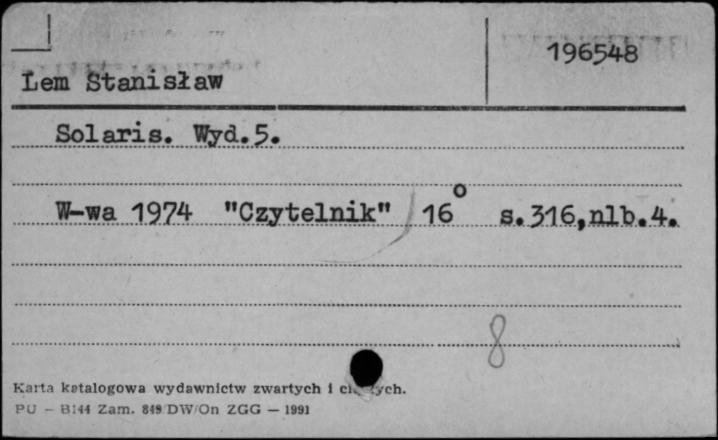 196548
Lem Stanisław
Solaris. Wyd.5.
W-wa 1974 "Czytelnik" 16° s.316,nlb.4.
8
Karta katalogowa wydawnictw zwartych i
PU - B144 Zam. 849/DW/On ZGG — 1991